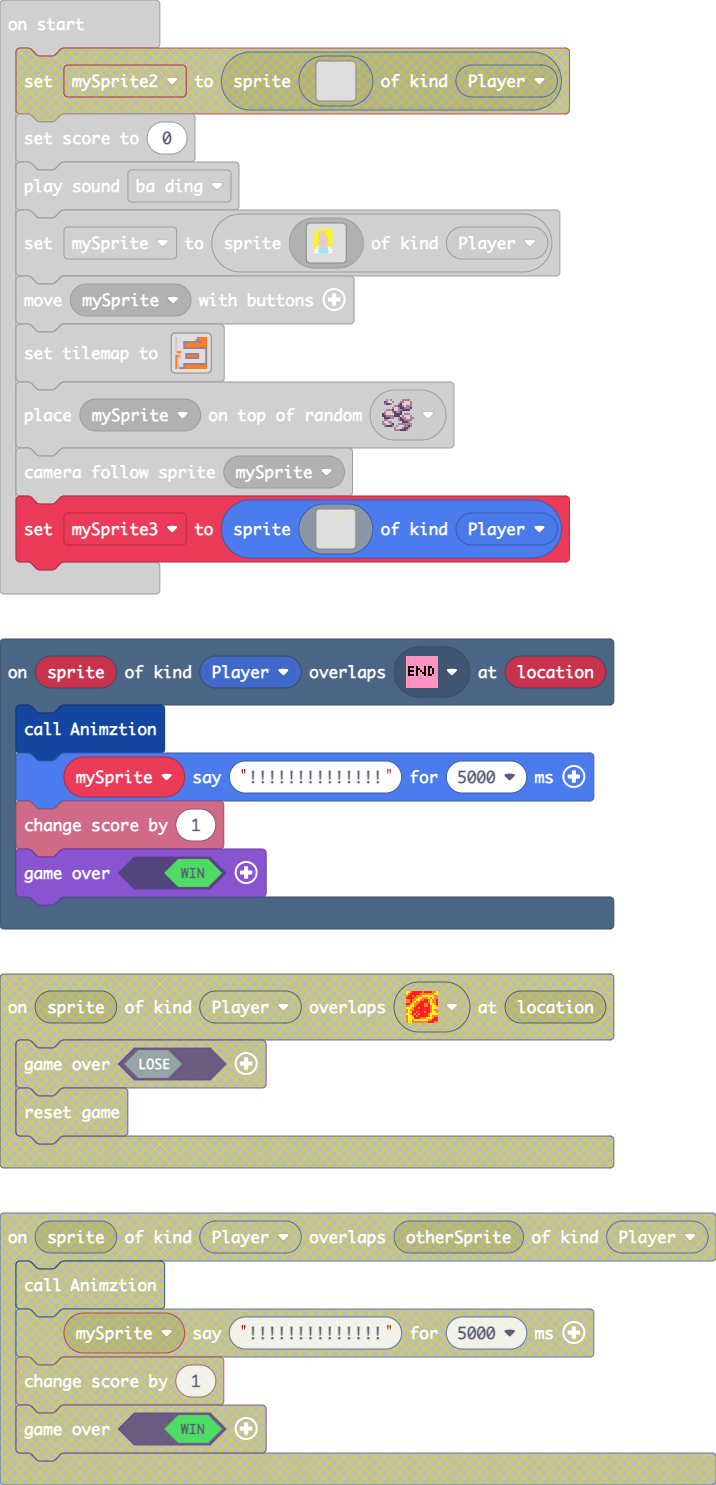 on start
set mySprite2 to sprite of kind Player
set score to 0
play sound ba ding
set mySprite to sprite of kind Player
move mySprite with buttons
set tilemap to
place mySprite on top of random
camera follow sprite mySprite
set mySprite3 to sprite of kind Player
on sprite of kind Player overlaps END at location
call Animztion
mySprite say "!!!!!!!!!!!!!!" for 5000 ms
change score by 1
game over WIN
on sprite of kind Player overlaps at location
game over LOSE
reset game
on sprite of kind Player overlaps otherSprite of kind Player
call Animztion
mySprite say "!!!!!!!!!!!!!!" for 5000 ms
change score by 1
game over WIN